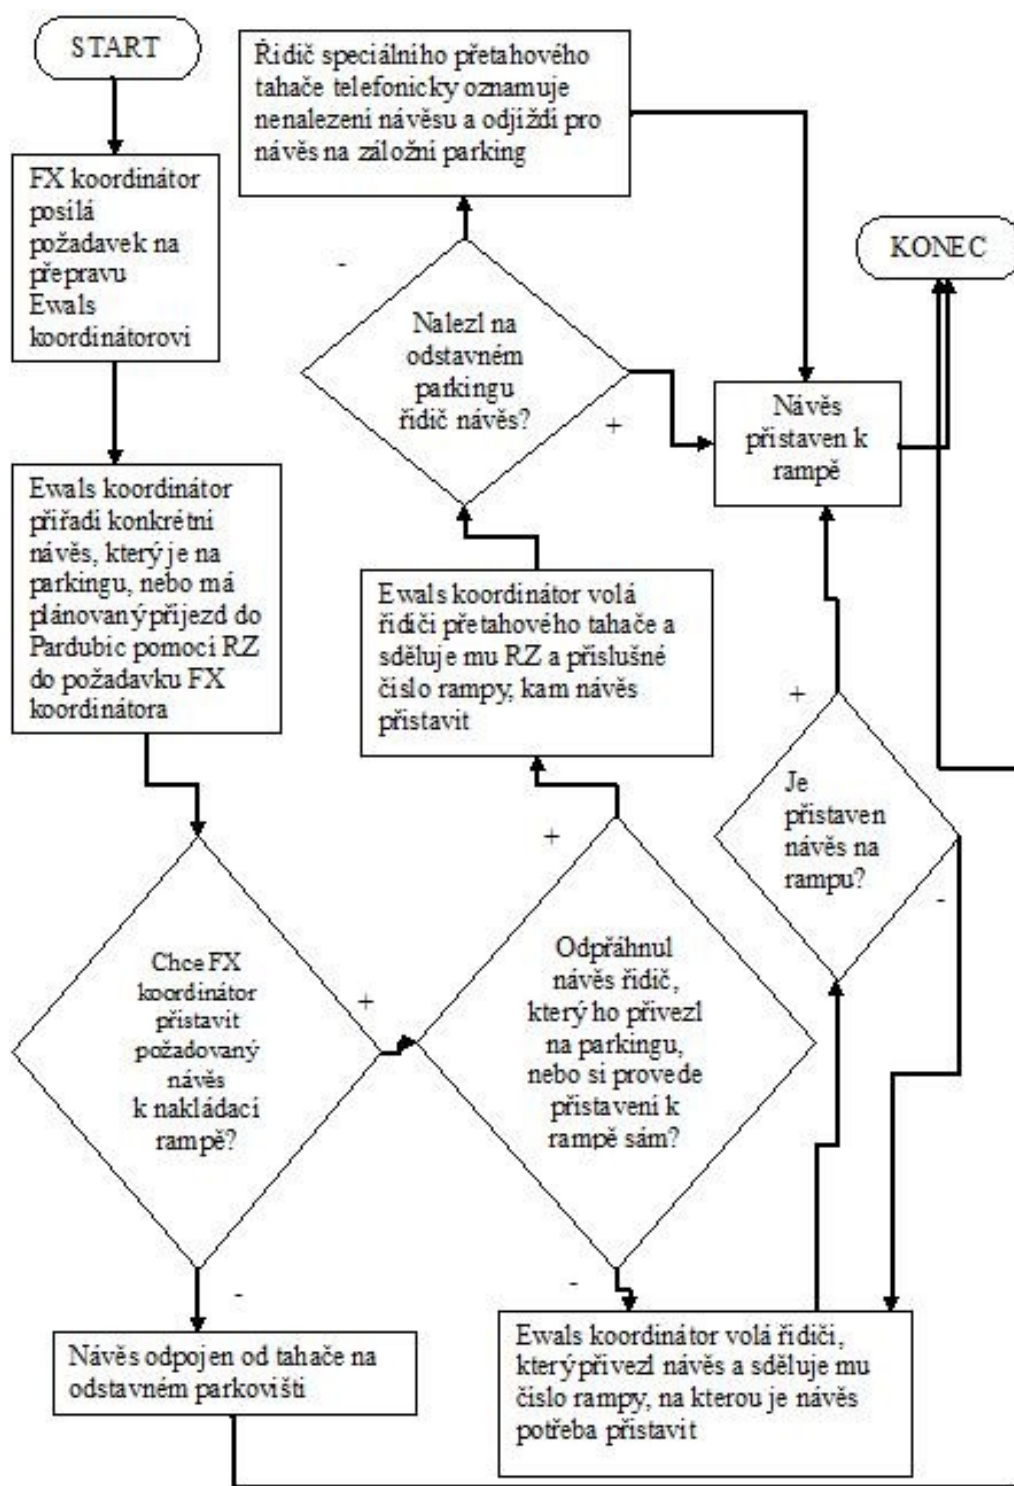 START
FX koordinátor
posílá
požadavek na
přepravu
Ewals
koordinátorovi
Ewals koordinátor
přiřadí konkrétní
návěs, který je na
parkingu, nebo má
plánovaný příjezd do
Pardubic pomocí RZ
do požadavku FX
koordinátora
Chce FX
koordinátor
přistavit
požadovaný
návěs
k nakládací
rampě?
+
-
Návěs odpojen od tahače na
odstavném parkovišti
Odpřáhnul
návěs řidič,
který ho přivezl
na parkingu,
nebo si provede
přistavení k
rampě sám?
+
-
Ewals koordinátor volá
řidiči přetahového tahače a
sděluje mu RZ a příslušné
číslo rampy, kam návěs
přistavit
Nalezl na
odstavném
parkingu
řidič návěs?
-
+
Řidič speciálního přetahového
tahače telefonicky oznamuje
nenalezení návěsu a odjíždí pro
návěs na záložní parking
Ewals koordinátor volá řidiči,
který přivezl návěs a sděluje mu
číslo rampy, na kterou je návěs
potřeba přistavit
Je
přistaven
návěs na
rampu?
+
-
Návěs
přistaven k
rampě
KONEC